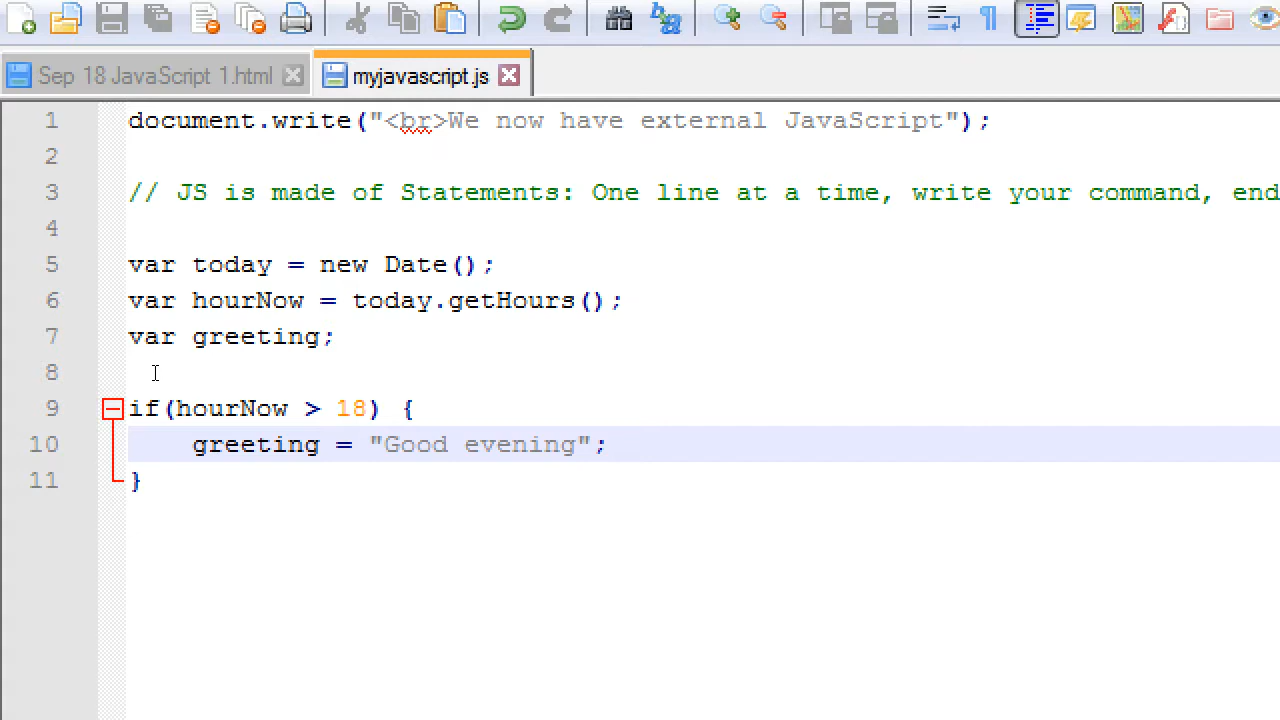 Sep 18 JavaScript 1.html
myjavascript.js
1 document.write("<br>We now have external JavaScript");
2
3 // JS is made of Statements: One line at a time, write your command, end
4
5 var today = new Date();
6 var hourNow = today.getHours();
7 var greeting;
8
9 if(hourNow > 18) {
10 greeting = "Good evening";
11 }